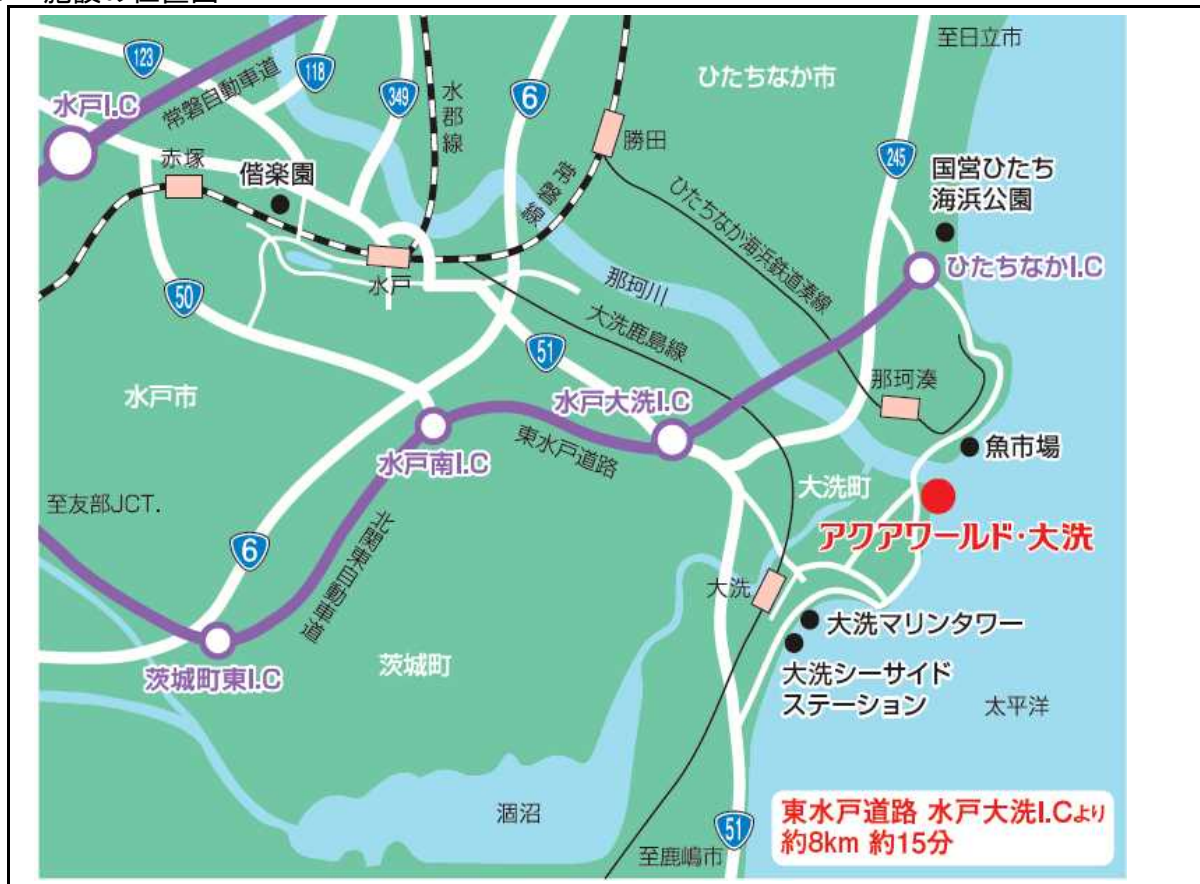 施設の位置図
至日立市
123
118
349
6
ひたちなか市
水戸I.C
常磐自動車道
水郡線
勝田
245
赤塚
偕楽園
常磐線
国営ひたち
海浜公園
ひたちなか海浜鉄道湊線
ひたちなかI.C
水戸
那珂川
50
大洗鹿島線
51
水戸市
那珂湊
水戸大洗I.C
水戸南I.C
東水戸道路
魚市場
大洗町
至友部JCT.
アクアワールド・大洗
6
北関東自動車道
大洗
大洗マリンタワー
茨城町
茨城町東I.C
大洗シーサイド
ステーション
太平洋
涸沼
51
至鹿嶋市
東水戸道路 水戸大洗I.Cより
約8km 約15分